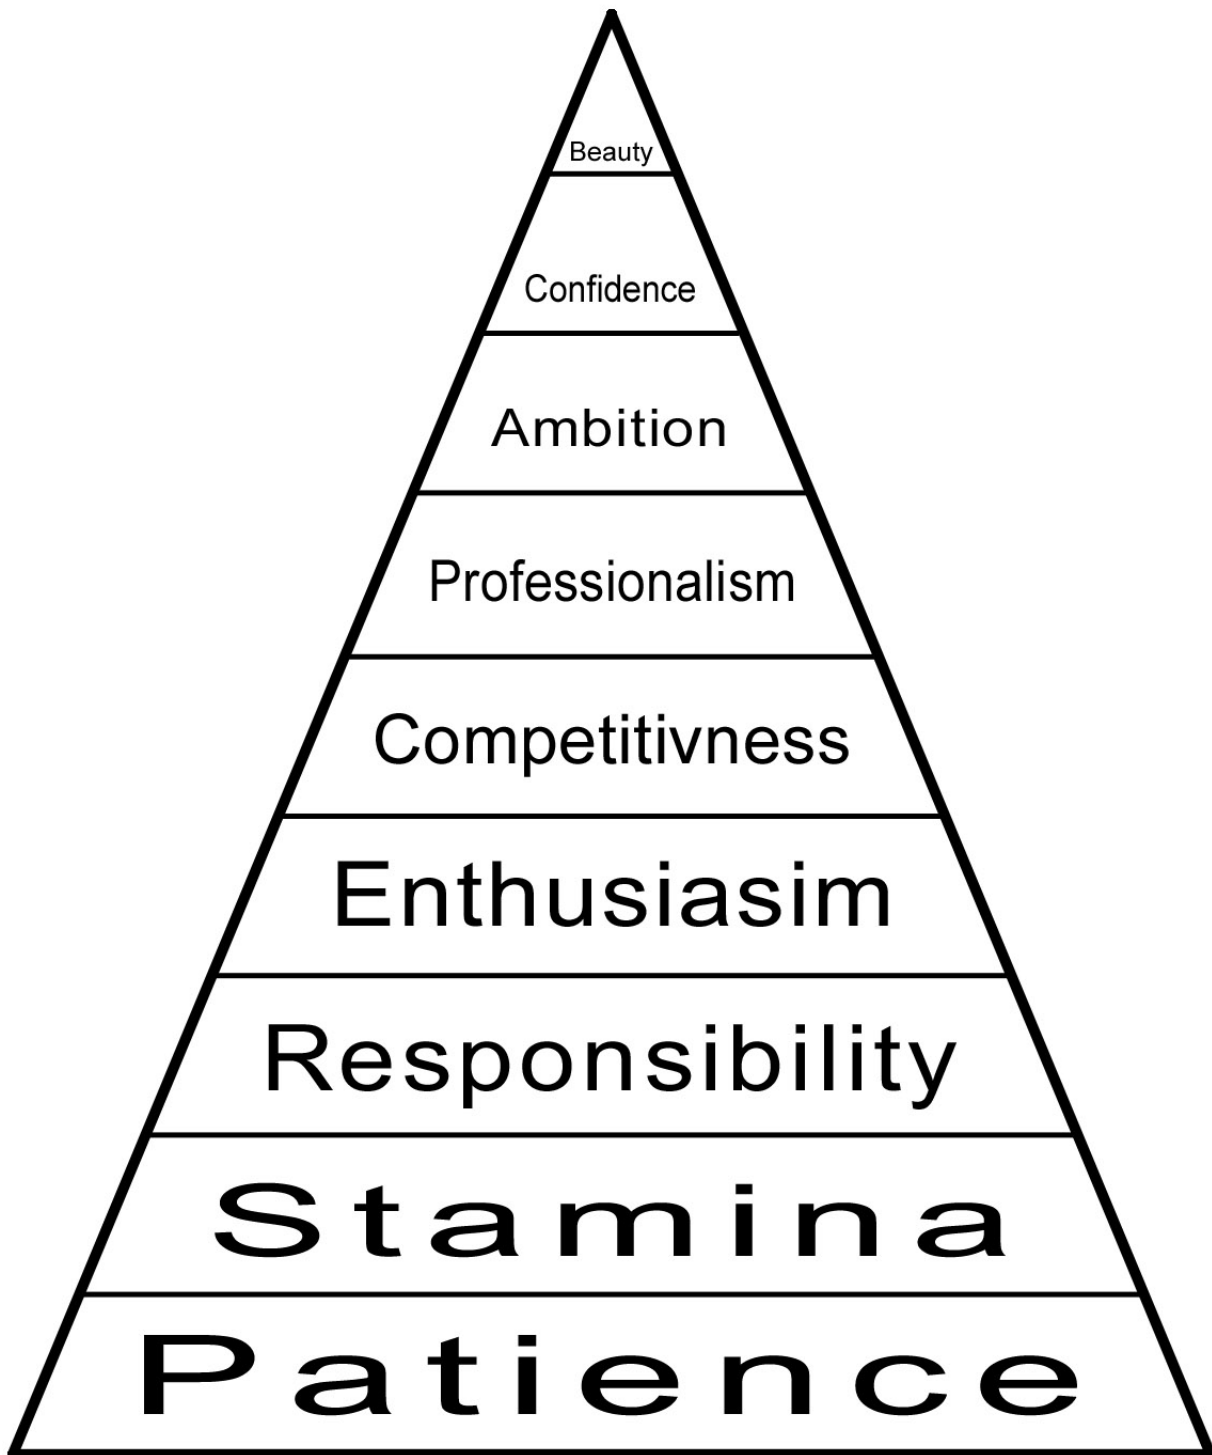 Beauty
Confidence
Ambition
Professionalism
Competitivness
Enthusiasim
Responsibility
Stamina
Patience